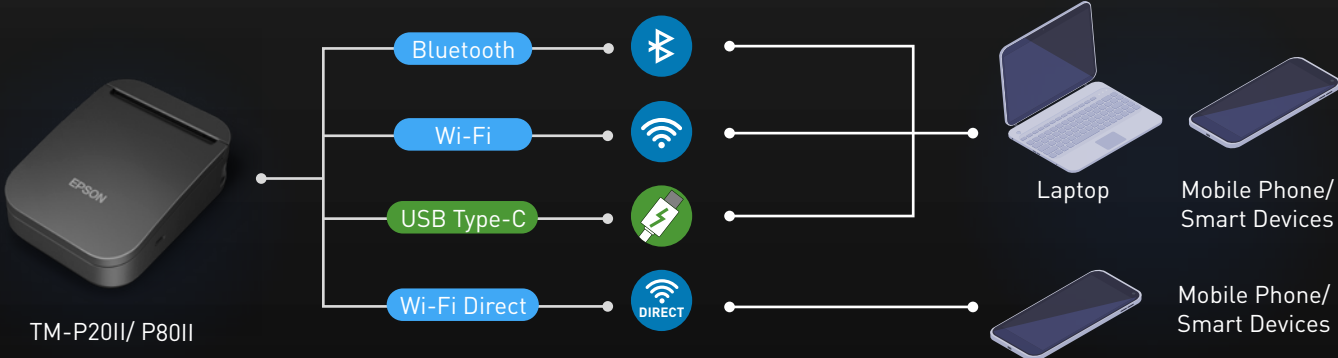 Bluetooth
Wi-Fi
EPSON
USB Type-C
Wi-Fi Direct
DIRECT
TM-P20II/ P80II
Laptop
Mobile Phone/
Smart Devices
Mobile Phone/
Smart Devices